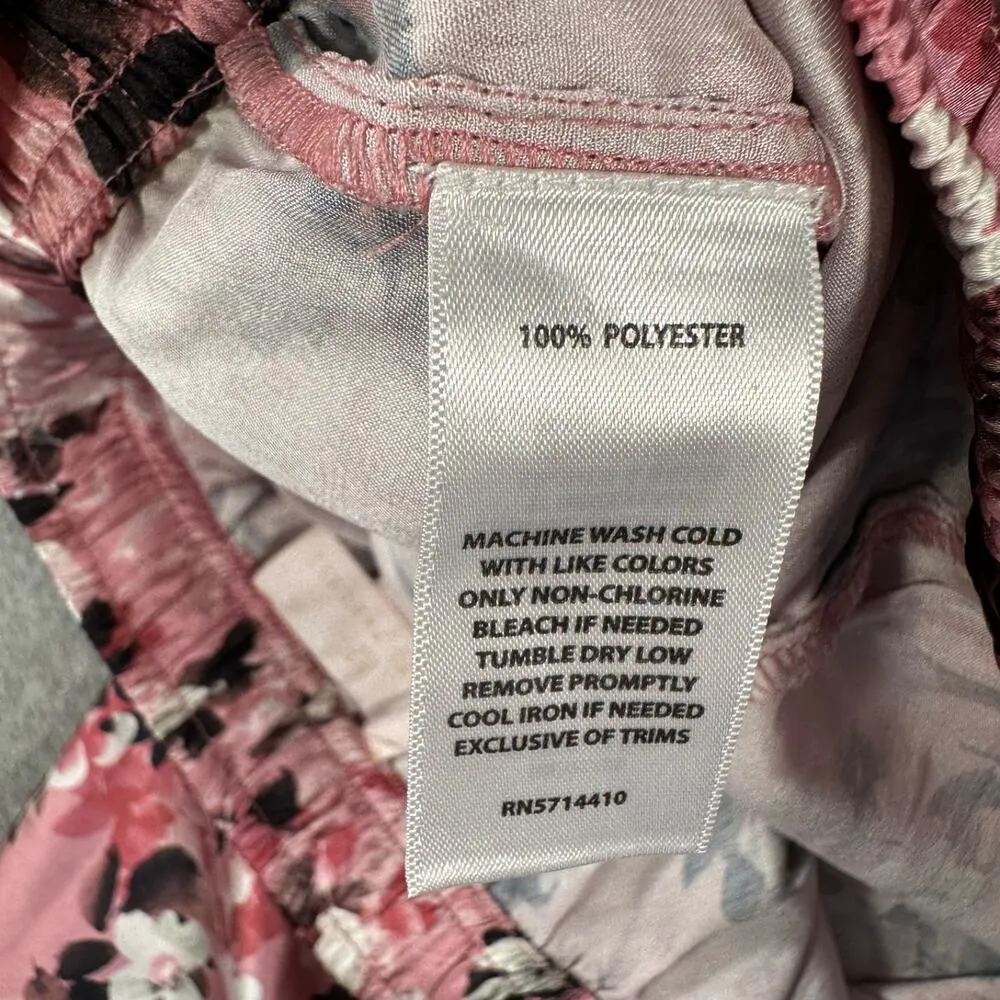 100% POLYESTER
MACHINE WASH COLD
WITH LIKE COLORS
ONLY NON-CHLORINE
BLEACH IF NEEDED
TUMBLE DRY LOW
REMOVE PROMPTLY
COOL IRON IF NEEDED
EXCLUSIVE OF TRIMS
RN5714410